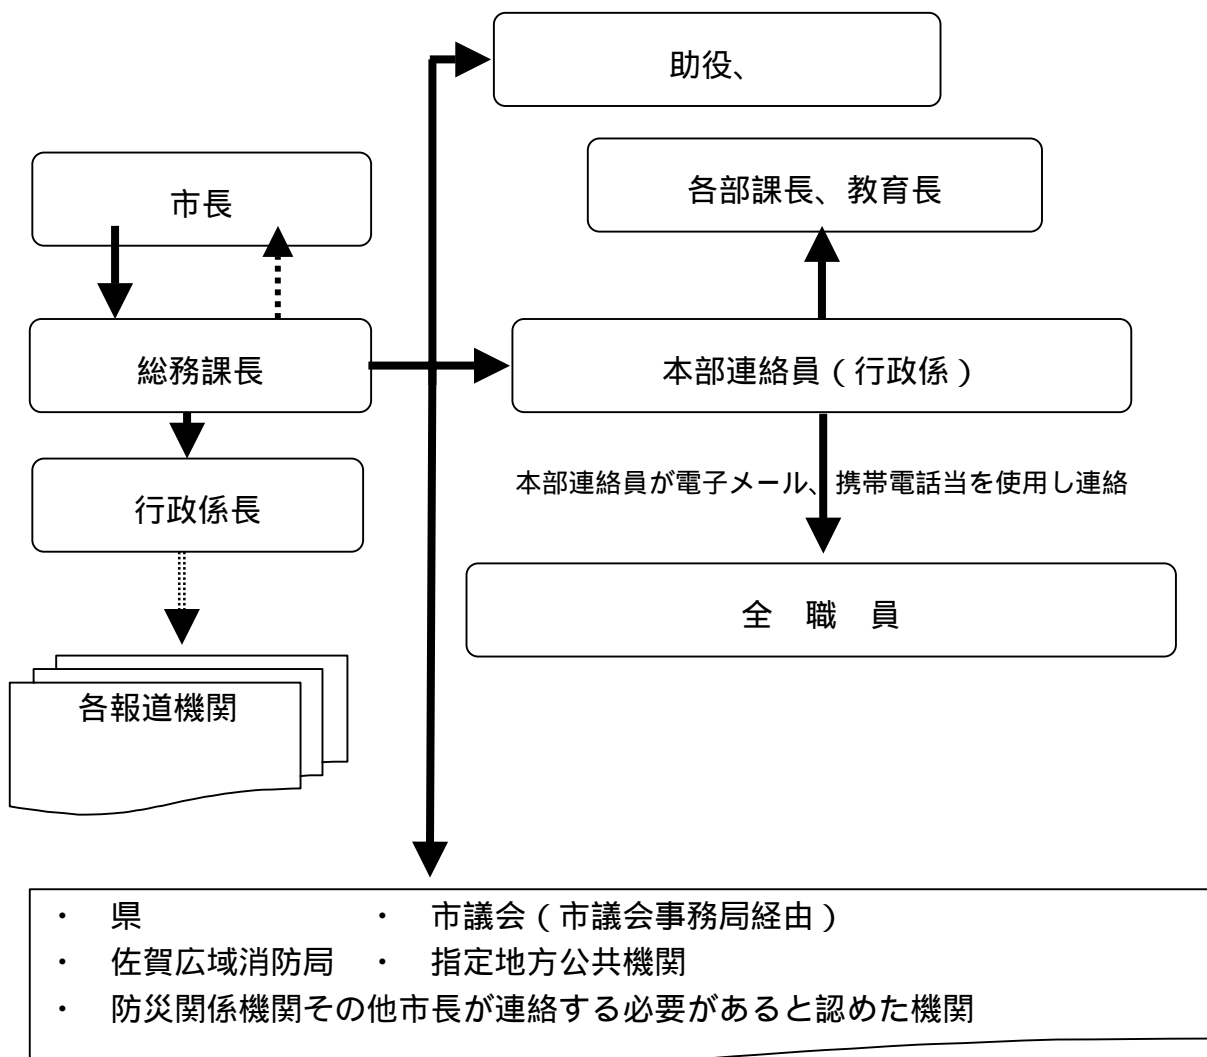 助役、
各部課長、教育長
市長
総務課長
本部連絡員（行政係）
行政係長
本部連絡員が電子メール、携帯電話当を使用し連絡
全　職　員
各報道機関
・　県　・　市議会（市議会事務局経由）
・　佐賀広域消防局　・　指定地方公共機関
・　防災関係機関その他市長が連絡する必要があると認めた機関